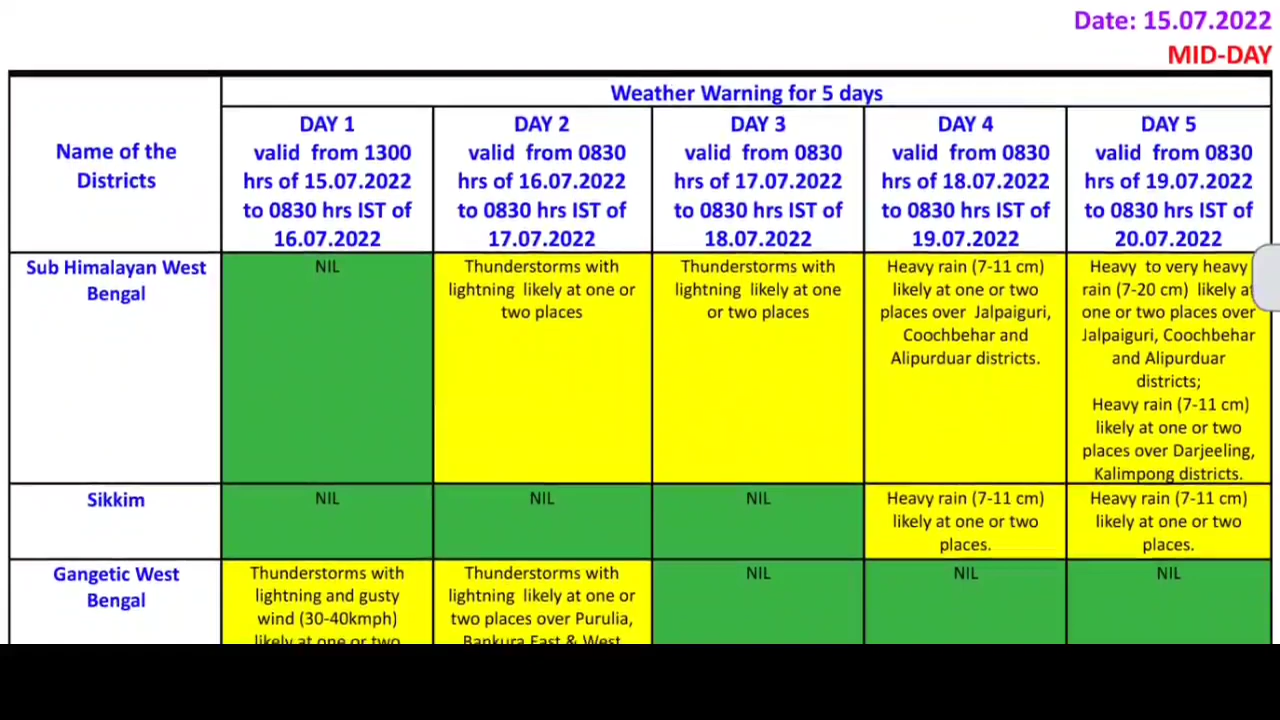 Date: 15.07.2022
MID-DAY
Name of the
Districts
Weather Warning for 5 days
DAY 1
valid from 1300
hrs of 15.07.2022
to 0830 hrs IST of
16.07.2022
DAY 2
valid from 0830
hrs of 16.07.2022
to 0830 hrs IST of
17.07.2022
DAY 3
valid from 0830
hrs of 17.07.2022
to 0830 hrs IST of
18.07.2022
DAY 4
valid from 0830
hrs of 18.07.2022
to 0830 hrs IST of
19.07.2022
DAY 5
valid from 0830
hrs of 19.07.2022
to 0830 hrs IST of
20.07.2022
Sub Himalayan West
Bengal
NIL
Thunderstorms with
lightning likely at one or
two places
Thunderstorms with
lightning likely at one
or two places
Heavy rain (7-11 cm)
likely at one or two
places over Jalpaiguri,
Coochbehar and
Alipurduar districts.
Heavy to very heavy
rain (7-20 cm) likely at
one or two places over
Jalpaiguri, Coochbehar
and Alipurduar
districts;
Heavy rain (7-11 cm)
likely at one or two
places over Darjeeling,
Kalimpong districts.
Sikkim
NIL
NIL
NIL
Heavy rain (7-11 cm)
likely at one or two
places.
Heavy rain (7-11 cm)
likely at one or two
places.
Gangetic West
Bengal
Thunderstorms with
lightning and gusty
wind (30-40kmph)
likely at one or two
Thunderstorms with
lightning likely at one or
two places over Purulia,
Bankura East & West
NIL
NIL
NIL